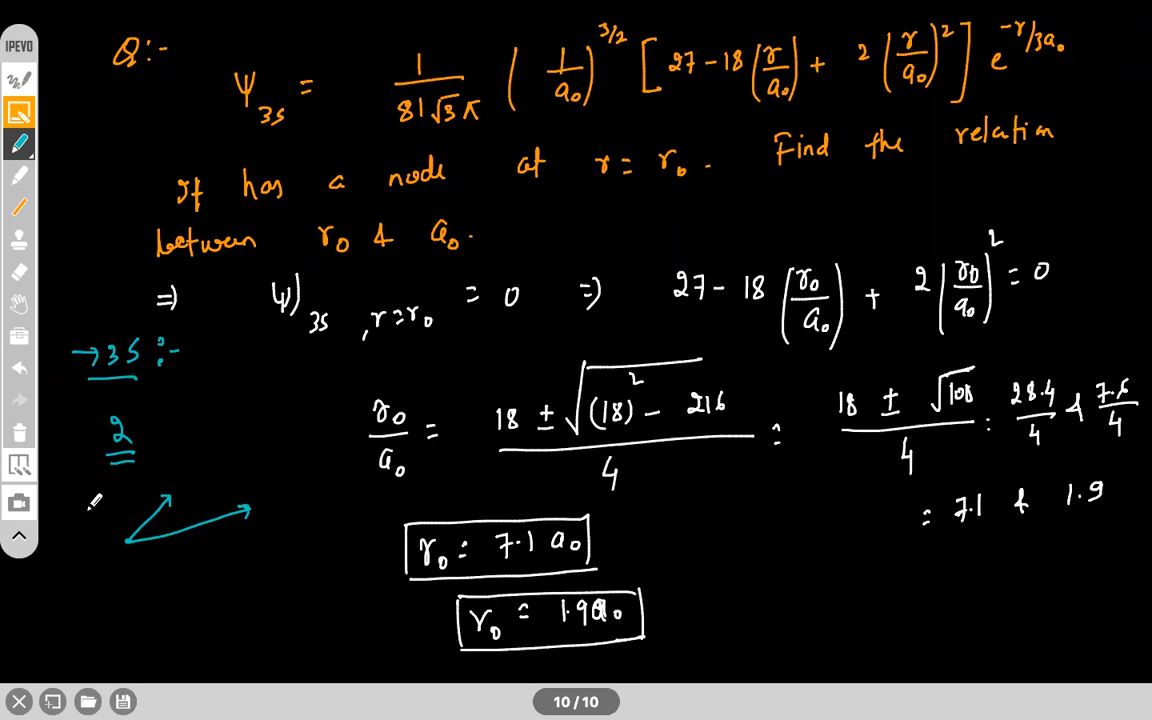 IPEVO
Q:-
ψ3s = 1/81√3π (1/a₀)^3/2 [27 - 18(r/a₀) + 2(r/a₀)²] e^-r/3a₀
It has a node at r = r₀. Find the relation
between r₀ & a₀.
⇒ ψ)3s, r=r₀ = 0 ⇒ 27 - 18(r₀/a₀) + 2(r₀/a₀)² = 0
→ 3S :-
r₀/a₀ = 18 ± √(18)² - 216 / 4 = 18 ± √108 / 4 = 28.4/4 & 7.6/4
2
= 7.1 & 1.9
r₀ = 7.1 a₀
r₀ = 1.9a₀
10 / 10